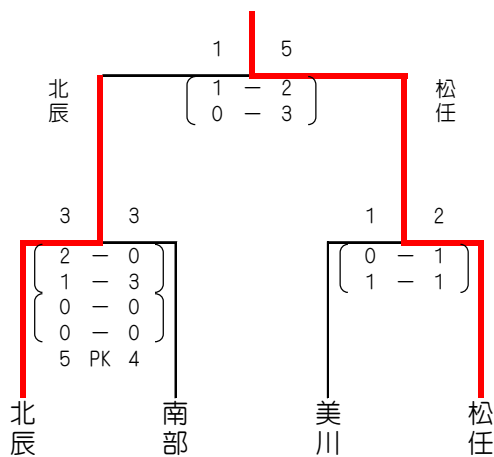 1 5
北辰 松任
1 － 2
0 － 3
3 3 1 2
2 － 0 0 － 1
1 － 3 1 － 1
0 － 0
0 － 0
5 PK 4
北辰 南部 美川 松任